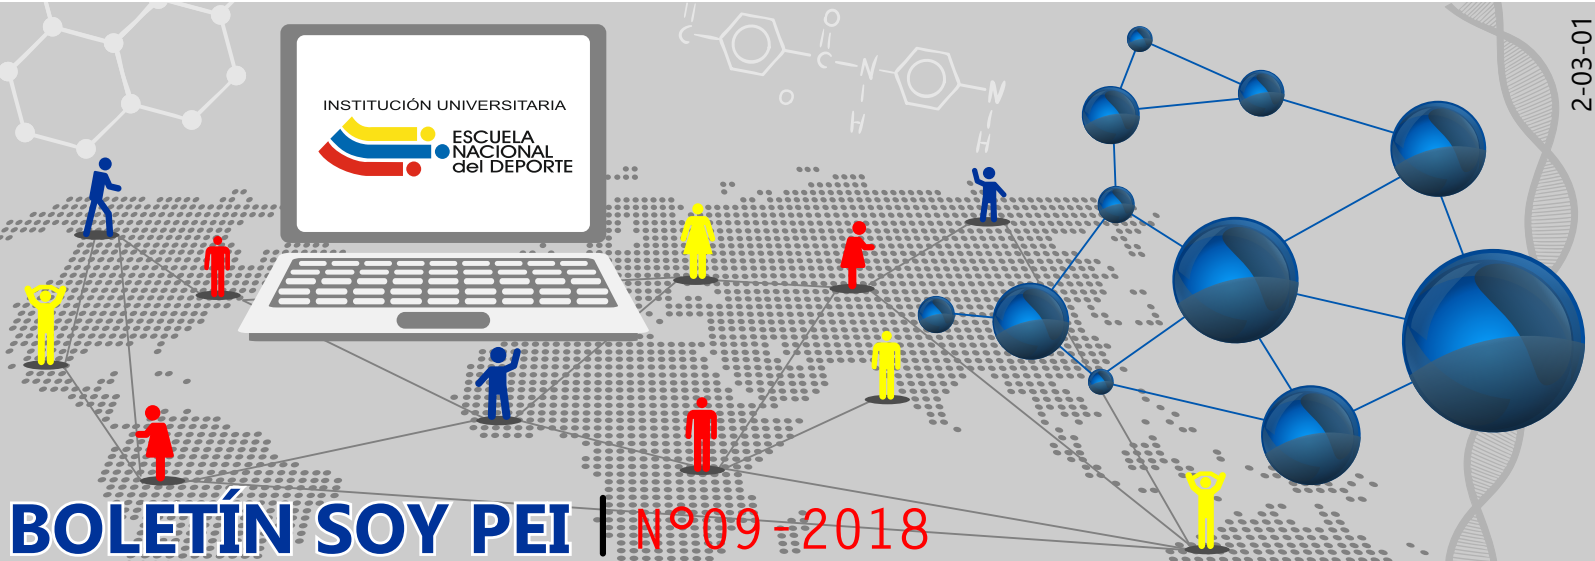 INSTITUCIÓN UNIVERSITARIA
ESCUELA
NACIONAL
del DEPORTE
2-03-01
C
O
C
N
H
O
N
H
BOLETÍN SOY PEI
N°09-2018